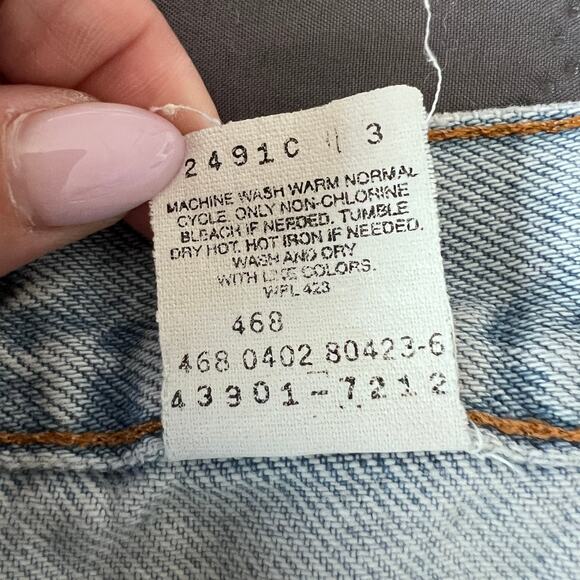 2491C 3
MACHINE WASH WARM NORMAL
CYCLE. ONLY NON-CHLORINE
BLEACH IF NEEDED. TUMBLE
DRY HOT. HOT IRON IF NEEDED.
WASH AND DRY
WITH LIKE COLORS.
WPL 423
468
468 0402 80423-6
43901-7212